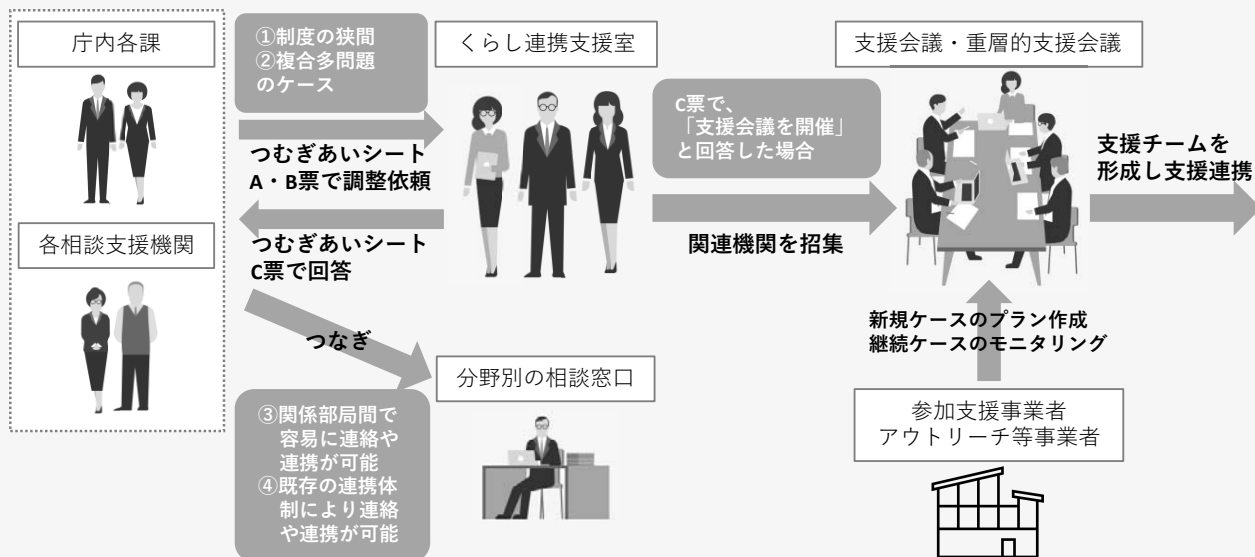 庁内各課
各相談支援機関
①制度の狭間
②複合多問題
のケース
つむぎあいシート
A・B票で調整依頼
つむぎあいシート
C票で回答
つなぎ
③関係部局間で
容易に連絡や
連携が可能
④既存の連携体
制により連絡
や連携が可能
くらし連携支援室
分野別の相談窓口
C票で、
「支援会議を開催」
と回答した場合
関連機関を招集
支援会議・重層的支援会議
支援チームを
形成し支援連携
新規ケースのプラン作成
継続ケースのモニタリング
参加支援事業者
アウトリーチ等事業者